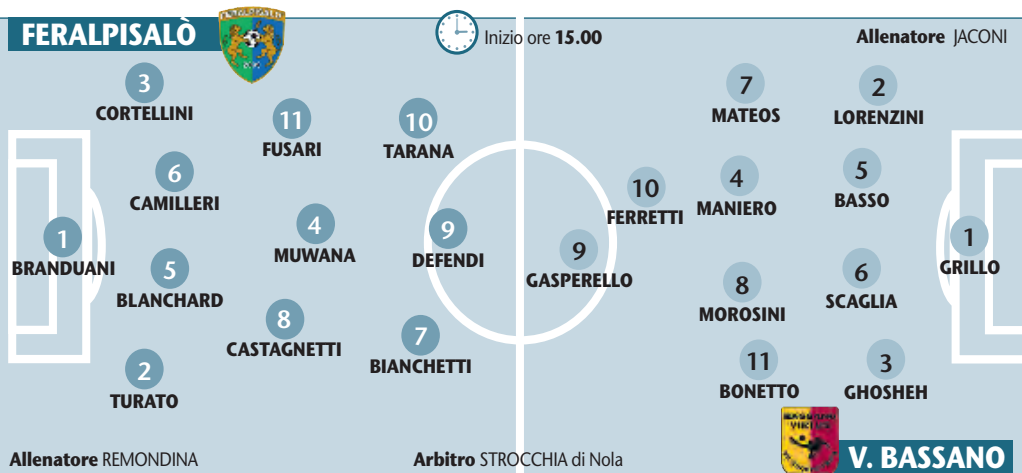 FERALPISALÒ
Inizio ore 15.00
Allenatore JACONI
3
CORTELLINI
11
FUSARI
10
TARANA
6
CAMILLERI
1
BRANDUANI
4
MUWANA
9
DEFENDI
5
BLANCHARD
8
CASTAGNETTI
7
BIANCHETTI
2
TURATO
7
MATEOS
2
LORENZINI
10
FERRETTI
4
MANIERO
5
BASSO
9
GASPERELLO
1
GRILLO
8
MOROSINI
6
SCAGLIA
11
BONETTO
3
GHOSHEH
Allenatore REMONDINA
Arbitro STROCCHIA di Nola
BASSANO
VIRTUS
V. BASSANO